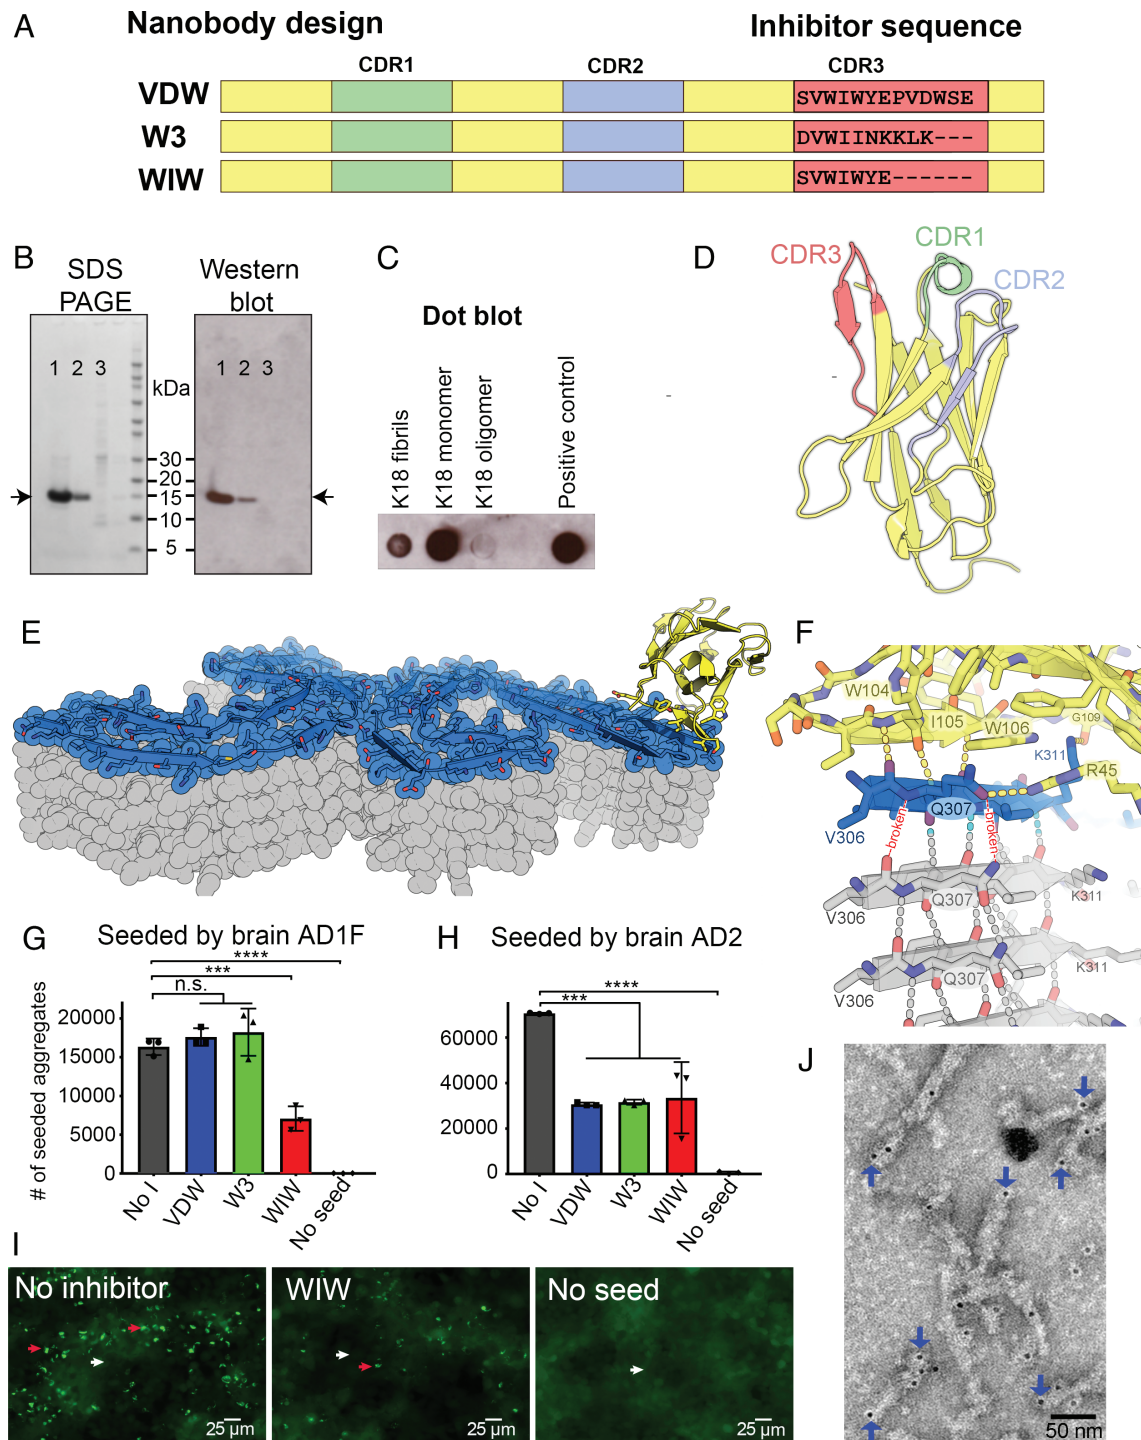 A
Nanobody design
Inhibitor sequence
CDR1
CDR2
CDR3
VDW
SVWIWYEPVDWSE
W3
DVWIINKKLK---
WIW
SVWIWYE------
B
SDS
PAGE
Western
blot
1 2 3
kDa
1 2 3
30
20
15
10
5
C
Dot blot
K18 fibrils
K18 monomer
K18 oligomer
Positive control
D
CDR3
CDR1
CDR2
E
F
W104
I105
W106
G109
K311
R45
Q307
V306
broken
broken
Q307
V306
K311
Q307
V306
K311
G
Seeded by brain AD1F
****
***
n.s.
# of seeded aggregates
20000
15000
10000
5000
0
No I
VDW
W3
WIW
No seed
H
Seeded by brain AD2
****
***
60000
40000
20000
0
No I
VDW
W3
WIW
No seed
I
No inhibitor
25 µm
WIW
25 µm
No seed
25 µm
J
50 nm